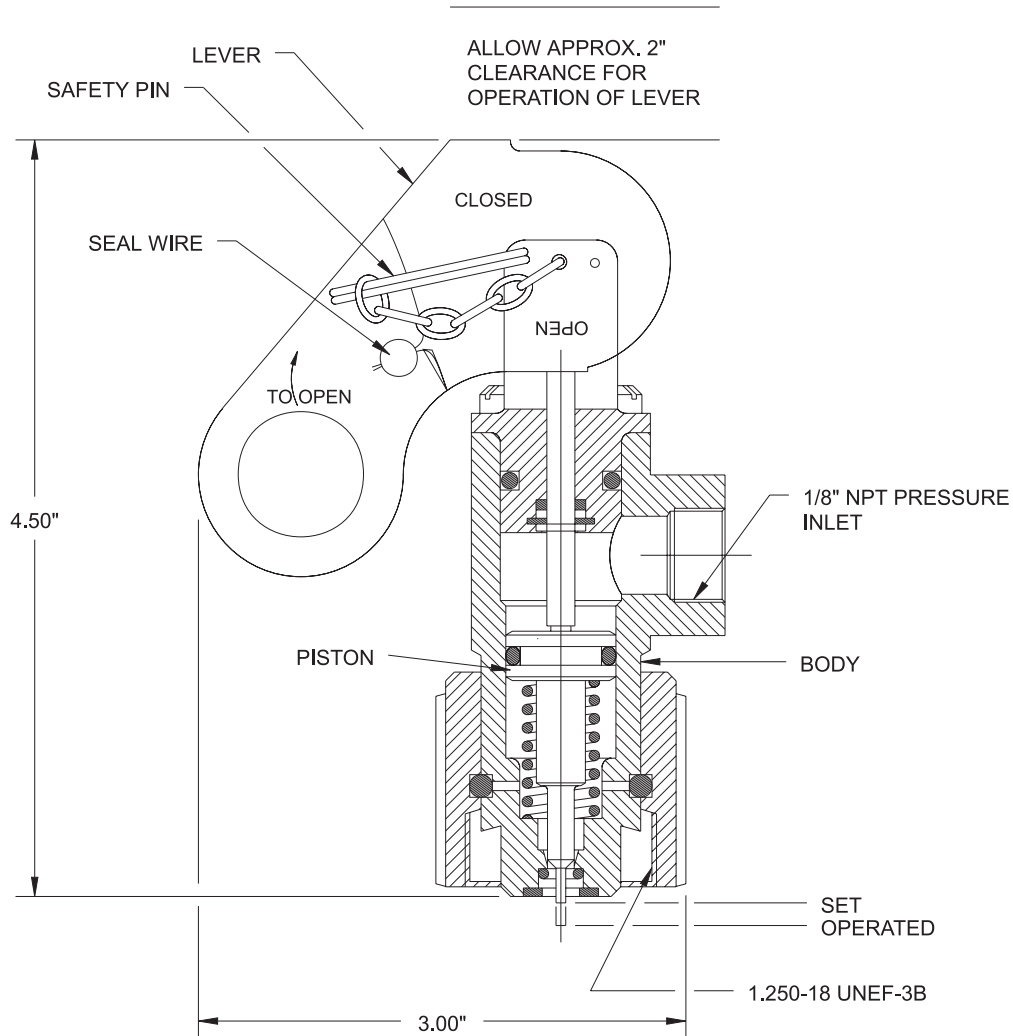 ALLOW APPROX. 2"
CLEARANCE FOR
OPERATION OF LEVER
LEVER
SAFETY PIN
CLOSED
SEAL WIRE
OPEN
TO OPEN
4.50"
1/8" NPT PRESSURE
INLET
PISTON
BODY
SET
OPERATED
1.250-18 UNEF-3B
3.00"